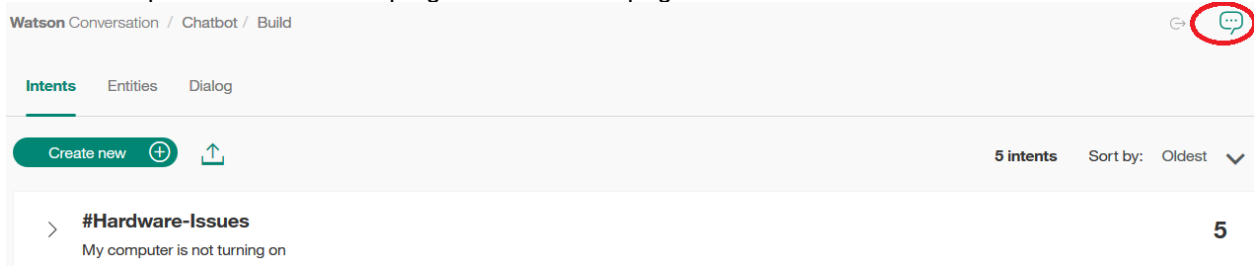 Watson Conversation / Chatbot / Build
Intents Entities Dialog
Create new
5 intents Sort by: Oldest
#Hardware-Issues 5
My computer is not turning on